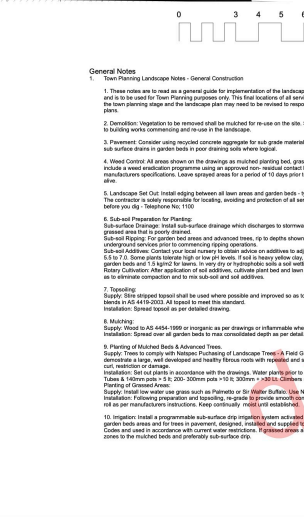 0 3 4 5 6
General Notes
1. Town Planning Landscape Notes - General Construction
1. These notes are to read as a general guide for implementation of the landscap
and is to be used for Town Planning purposes only. This final locations of all servi
the town planning stage and the landscape plan may need to be revised to respo
plans.
2. Demolition: Vegetation to be removed shall be mulched for re-use on the site.
to building works commencing and re-use in the landscape.
3. Pavement: Consider using recycled concrete aggregate for sub grade material
sub surface drains in garden beds in poor draining soils where logical.
4. Weed Control: All areas shown on the drawings as mulched planting bed, gras
include a weed eradication programme using an approved non- residual contact
manufacturers specifications. Leave sprayed areas for a period of 10 days prior t
alive.
5. Landscape Set Out: Install edging between all lawn areas and garden beds - t
The contractor is solely responsible for locating, avoiding and protection of all ser
before you dig - Telephone No; 1100
6. Sub-soil Preparation for Planting:
Sub-surface Drainage: Install sub-surface drainage which discharges to stormwa
grassed area that is poorly drained.
Sub-soil Ripping: For garden beds and advanced trees, rip to depths shown
underground services prior to commencing ripping operations.
Sub-soil Additives: Contact your local nursery to obtain advice on additives to adj
5.5 to 7.0. Some plants tolerate high or low pH levels. If soil is heavy yellow clay,
garden beds and 1.5 kg/m2 for lawns. In very dry or hydrophobic soils a soil wetti
Rotary Cultivation: After application of soil additives, cultivate plant bed and lawn
as to eliminate compaction and to mix sub-soil and soil additives.
7. Topsoiling:
Supply: Stire stripped topsoil shall be used where possible and improved so as to
blends in AS 4419-2003. All topsoil to meet this standard.
Installation: Spread topsoil as per detailed drawing.
8. Mulching:
Supply: Wood to AS 4454-1999 or inorganic as per drawings or inflammable whe
Installation: Spread over all garden beds to max consolidated depth as per detail
9. Planting of Mulched Beds & Advanced Trees.
Supply: Trees to comply with Natspec Puchasing of Landscape Trees - A Field G
demostrate a large, well developed and healthy fibrous roots with repeated and s
curl, restriction or damage.
Installation: Set out plants in accordance with the drawings. Water plants prior to
Tubes & 140mm pots > 5 lt; 200- 300mm pots >10 lt; 300mm + >30 Lt. Climbers
Planting of Grassed Areas:
Supply: Install low water use grass such as Palmetto or Sir Walter Buffalo. Use N
Installation: Following preparation and topsoiling, re-grade to provide smooth con
roll as per manufacturers instructions. Keep continually moist until established.
10. Irrigation: Install a programmable sub-surface drip irrigation system activated
garden beds areas and for trees in pavement, designed, installed and supplied to
Codes and used in accordance with current water restrictions. If grassed areas a
zones to the mulched beds and preferably sub-surface drip.
d